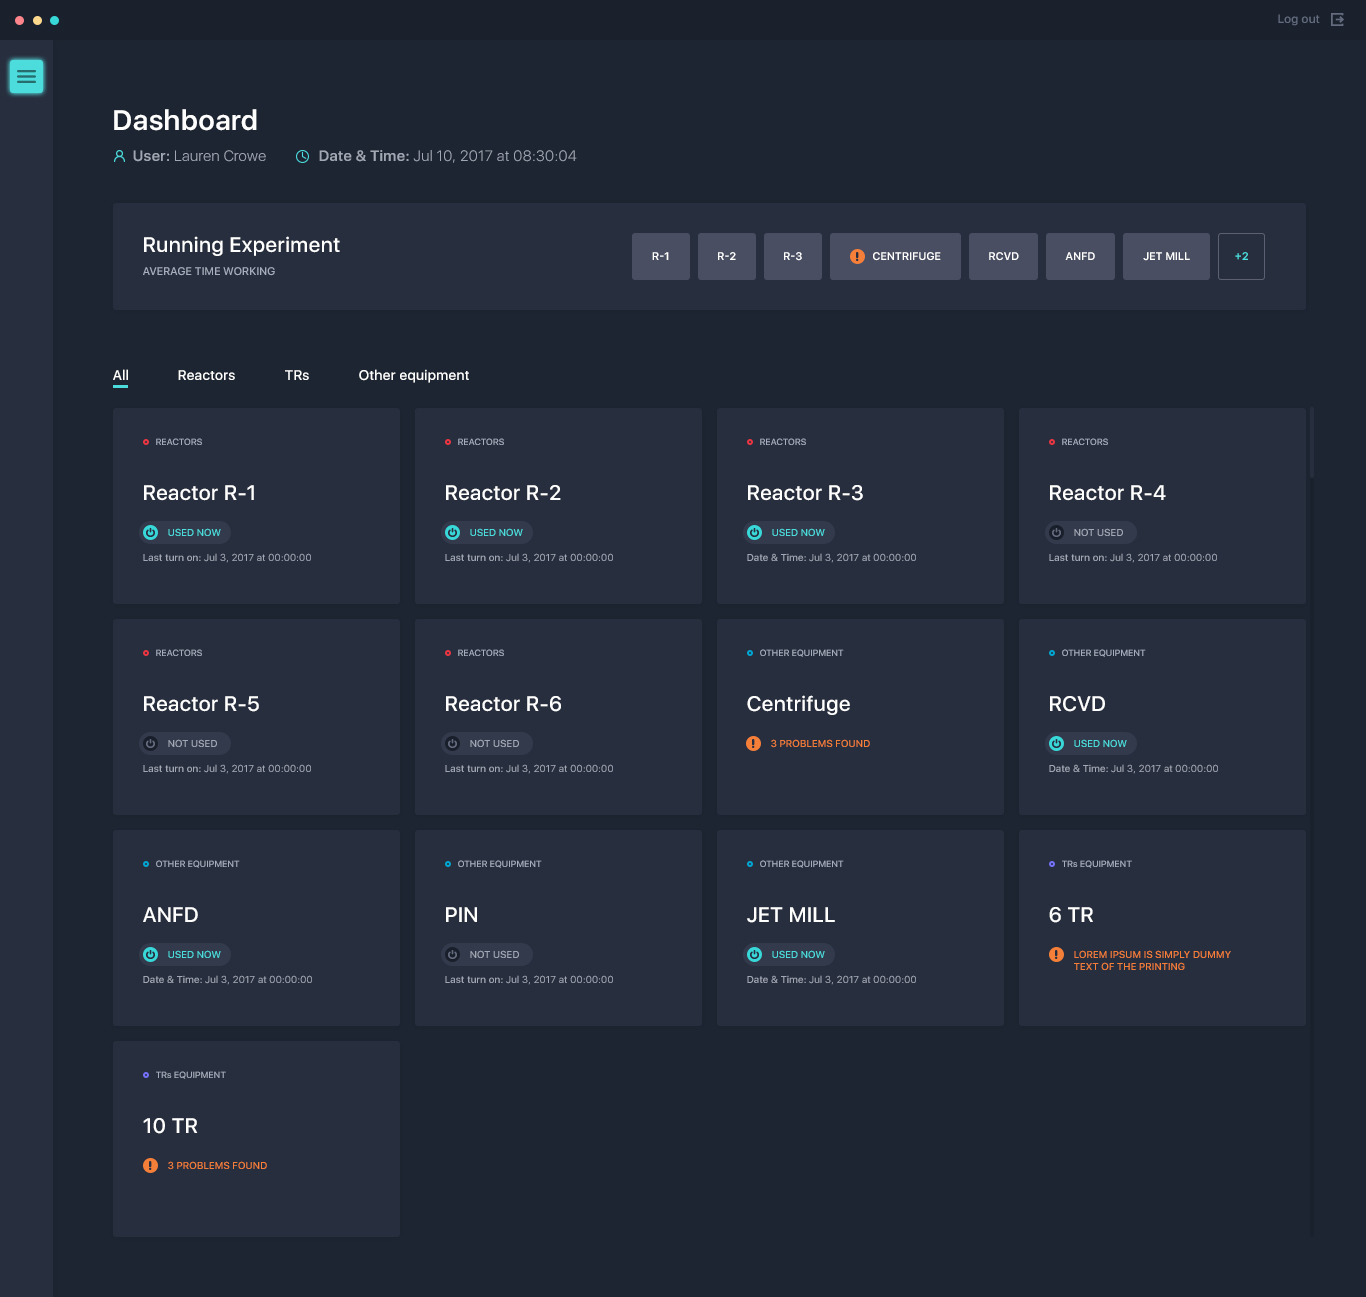 Log out
Dashboard
User: Lauren Crowe
Date & Time: Jul 10, 2017 at 08:30:04
Running Experiment
AVERAGE TIME WORKING
R-1
R-2
R-3
CENTRIFUGE
RCVD
ANFD
JET MILL
+2
All
Reactors
TRs
Other equipment
REACTORS
Reactor R-1
USED NOW
Last turn on: Jul 3, 2017 at 00:00:00
REACTORS
Reactor R-2
USED NOW
Last turn on: Jul 3, 2017 at 00:00:00
REACTORS
Reactor R-3
USED NOW
Date & Time: Jul 3, 2017 at 00:00:00
REACTORS
Reactor R-4
NOT USED
Last turn on: Jul 3, 2017 at 00:00:00
REACTORS
Reactor R-5
NOT USED
Last turn on: Jul 3, 2017 at 00:00:00
REACTORS
Reactor R-6
NOT USED
Last turn on: Jul 3, 2017 at 00:00:00
OTHER EQUIPMENT
Centrifuge
3 PROBLEMS FOUND
OTHER EQUIPMENT
RCVD
USED NOW
Date & Time: Jul 3, 2017 at 00:00:00
OTHER EQUIPMENT
ANFD
USED NOW
Date & Time: Jul 3, 2017 at 00:00:00
OTHER EQUIPMENT
PIN
NOT USED
Last turn on: Jul 3, 2017 at 00:00:00
OTHER EQUIPMENT
JET MILL
USED NOW
Date & Time: Jul 3, 2017 at 00:00:00
TRs EQUIPMENT
6 TR
LOREM IPSUM IS SIMPLY DUMMY
TEXT OF THE PRINTING
TRs EQUIPMENT
10 TR
3 PROBLEMS FOUND